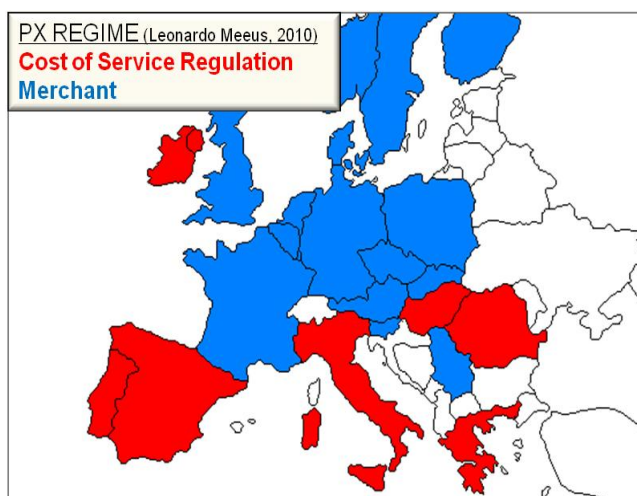 PX REGIME (Leonardo Meeus, 2010)
Cost of Service Regulation
Merchant